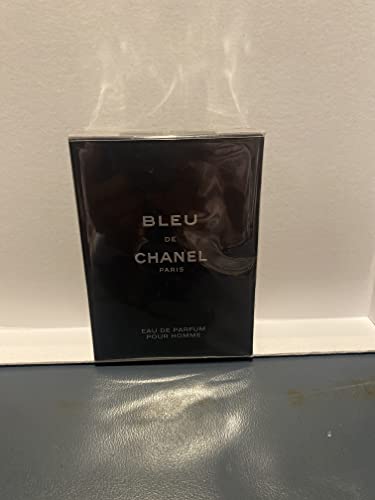 BLEU
DE
CHANEL
PARIS
EAU DE PARFUM
POUR HOMME